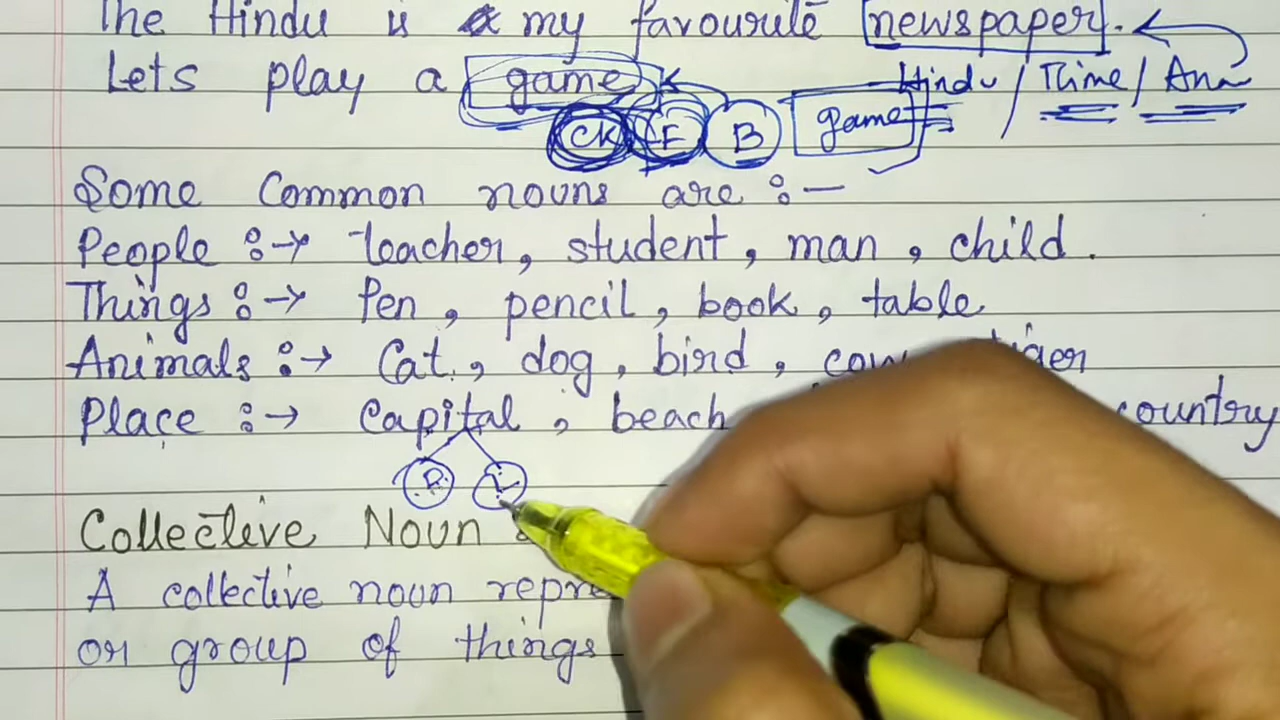 The Hindu is my favourite newspaper.
Lets play a game
Hindu / Time /
CK F B game
Some Common nouns are :-
People :→ teacher, student, man, child.
Things :→ Pen, pencil, book, table
Animals :→ Cat, dog, bird, cow
Place :→ Capital, beach country
L
Collective Noun
A collective noun
or group of things